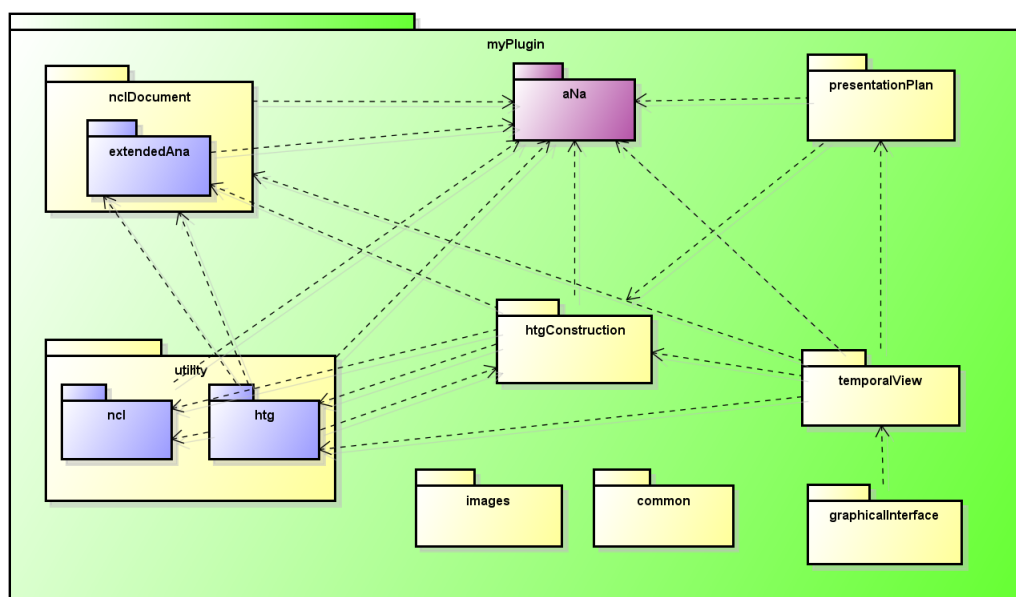 myPlugin
nclDocument
extendedAna
aNa
presentationPlan
htgConstruction
utility
ncl
htg
temporalView
images
common
graphicalInterface